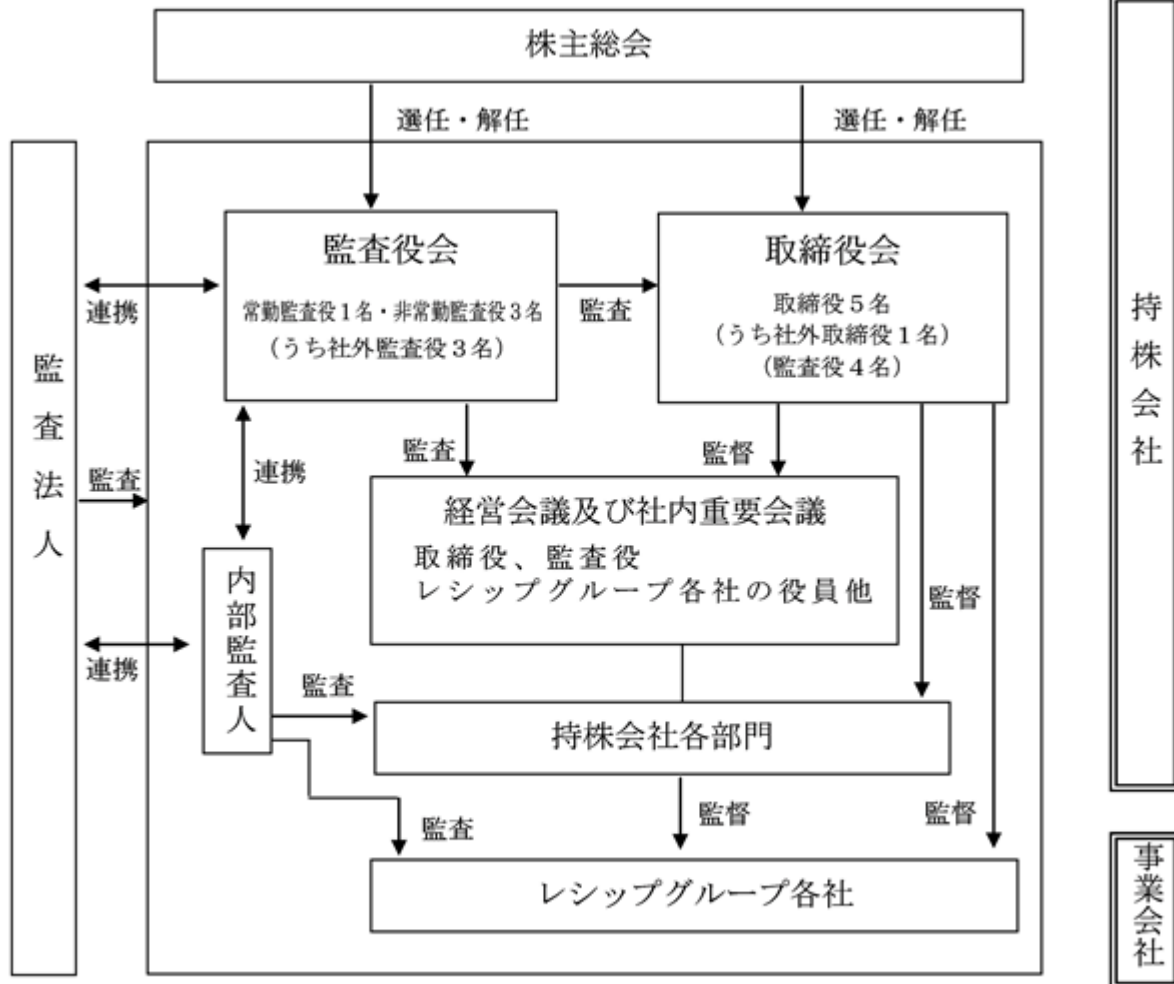 株主総会
選任・解任
選任・解任
監査役会
常勤監査役1名・非常勤監査役3名
(うち社外監査役3名)
監査
取締役会
取締役5名
(うち社外取締役1名)
(監査役4名)
連携
監査法人
監査
連携
連携
監査
監督
経営会議及び社内重要会議
取締役、監査役
レシップグループ各社の役員他
内部監査人
監査
監督
持株会社各部門
監査
監督
監督
レシップグループ各社
持株会社
事業会社